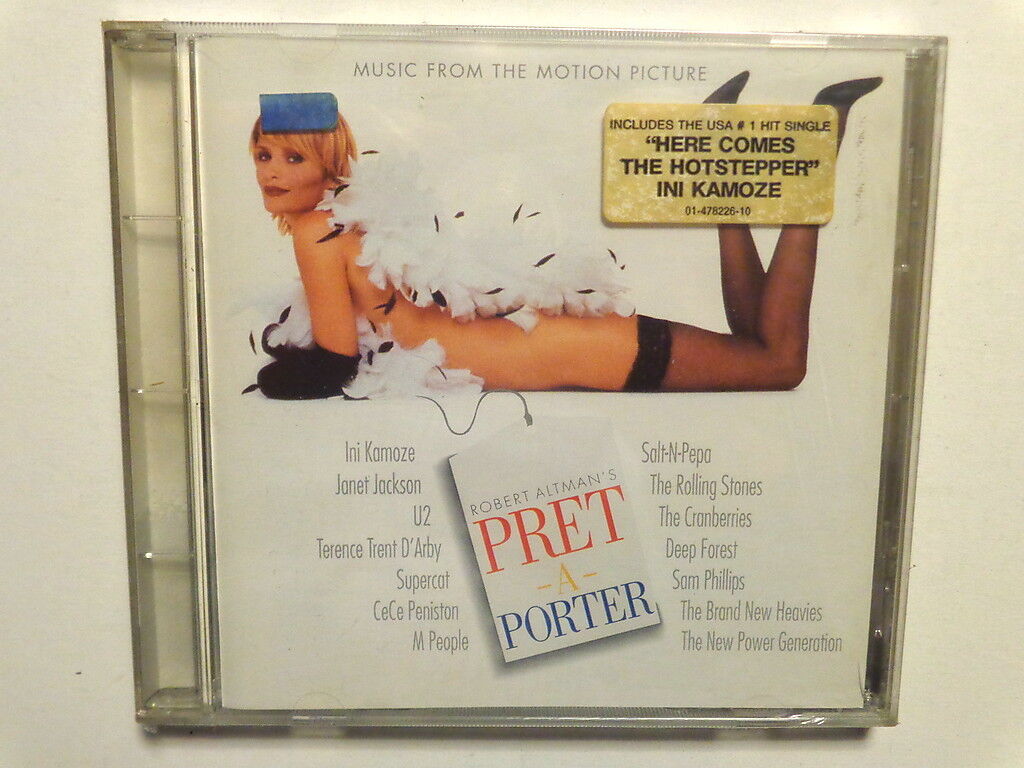 MUSIC FROM THE MOTION PICTURE
INCLUDES THE USA # 1 HIT SINGLE
“HERE COMES
THE HOTSTEPPER”
INI KAMOZE
01-478226-10
Ini Kamoze
Janet Jackson
U2
Terence Trent D'Arby
Supercat
CeCe Peniston
M People
ROBERT ALTMAN'S
PRET
-A-
PORTER
Salt-N-Pepa
The Rolling Stones
The Cranberries
Deep Forest
Sam Phillips
The Brand New Heavies
The New Power Generation